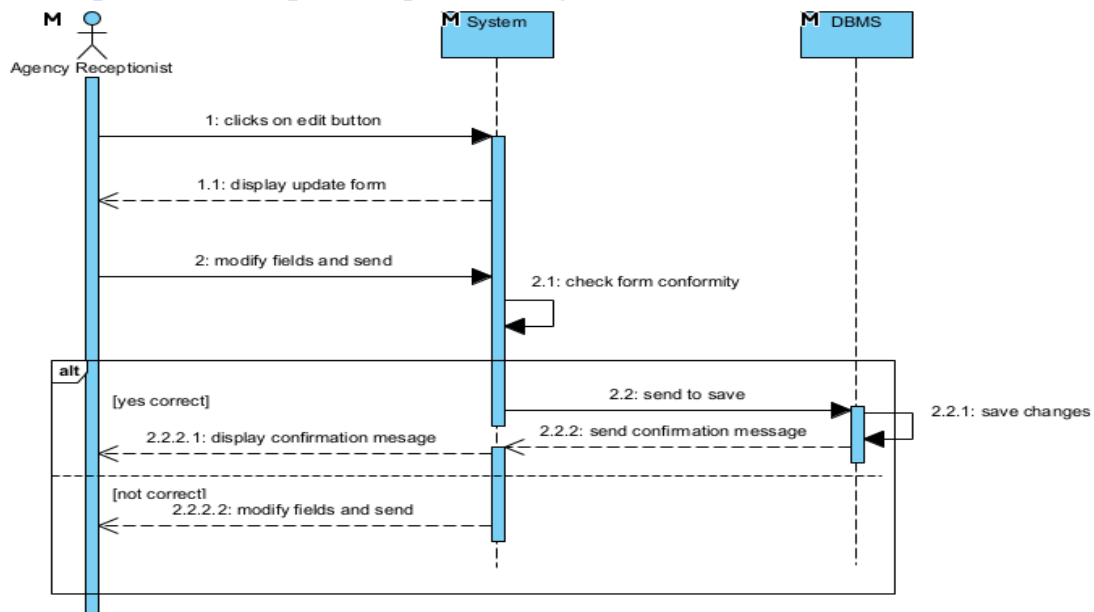 M
Agency Receptionist
M System
M DBMS
1: clicks on edit button
1.1: display update form
2: modify fields and send
2.1: check form conformity
alt
[yes correct]
2.2: send to save
2.2.1: save changes
2.2.2: send confirmation message
2.2.2.1: display confirmation mesage
[not correct]
2.2.2.2: modify fields and send